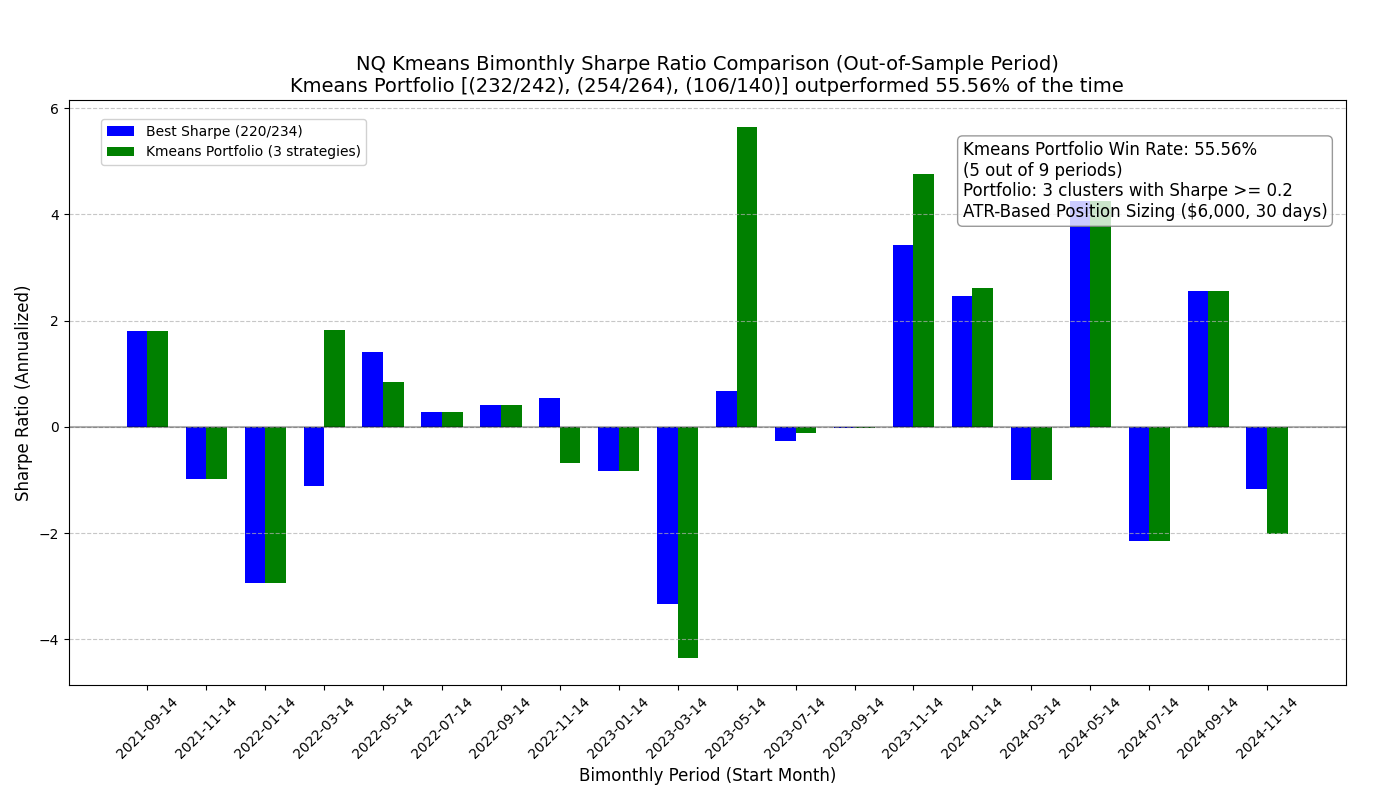 NQ Kmeans Bimonthly Sharpe Ratio Comparison (Out-of-Sample Period)
Kmeans Portfolio [(232/242), (254/264), (106/140)] outperformed 55.56% of the time
Best Sharpe (220/234)
Kmeans Portfolio (3 strategies)
Kmeans Portfolio Win Rate: 55.56%
(5 out of 9 periods)
Portfolio: 3 clusters with Sharpe >= 0.2
ATR-Based Position Sizing ($6,000, 30 days)
Sharpe Ratio (Annualized)
6
4
2
0
−2
−4
2021-09-14
2021-11-14
2022-01-14
2022-03-14
2022-05-14
2022-07-14
2022-09-14
2022-11-14
2023-01-14
2023-03-14
2023-05-14
2023-07-14
2023-09-14
2023-11-14
2024-01-14
2024-03-14
2024-05-14
2024-07-14
2024-09-14
2024-11-14
Bimonthly Period (Start Month)